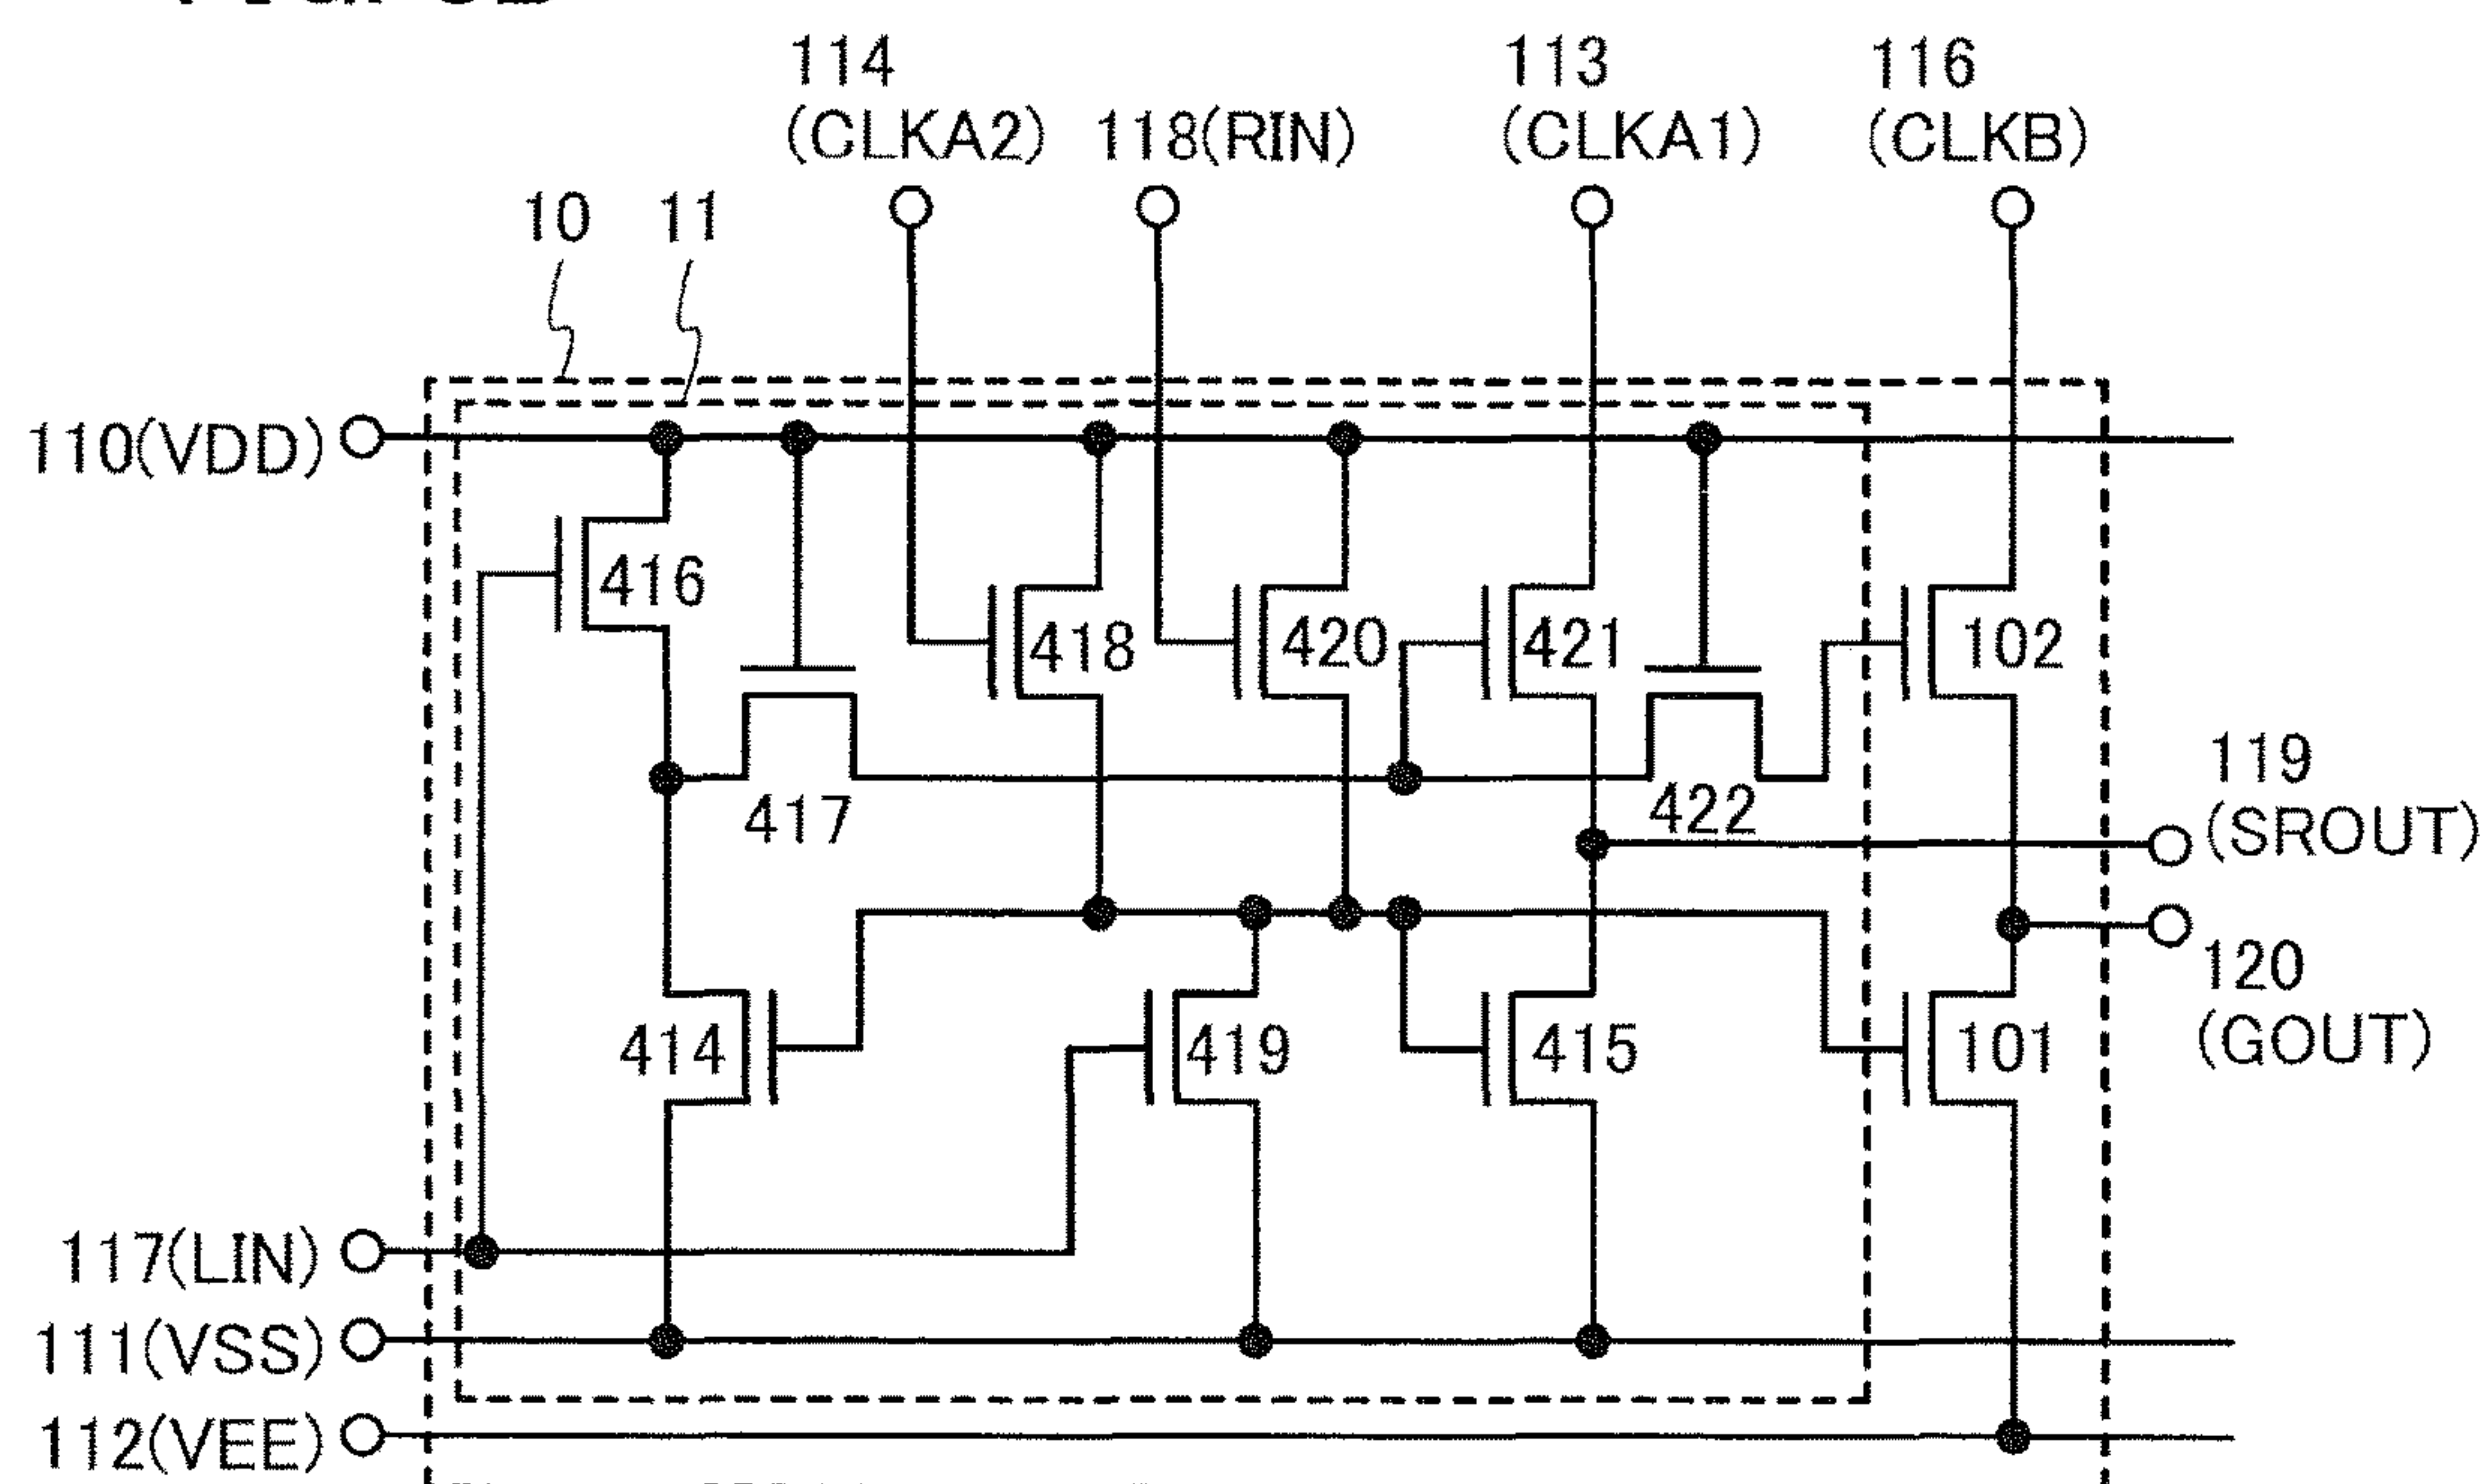 114
(CLKA2)
118(RIN)
113
(CLKA1)
116
(CLKB)
10
11
110(VDD)
416
418
420
421
102
417
422
119
(SROUT)
414
419
415
101
120
(GOUT)
117(LIN)
111(VSS)
112(VEE)